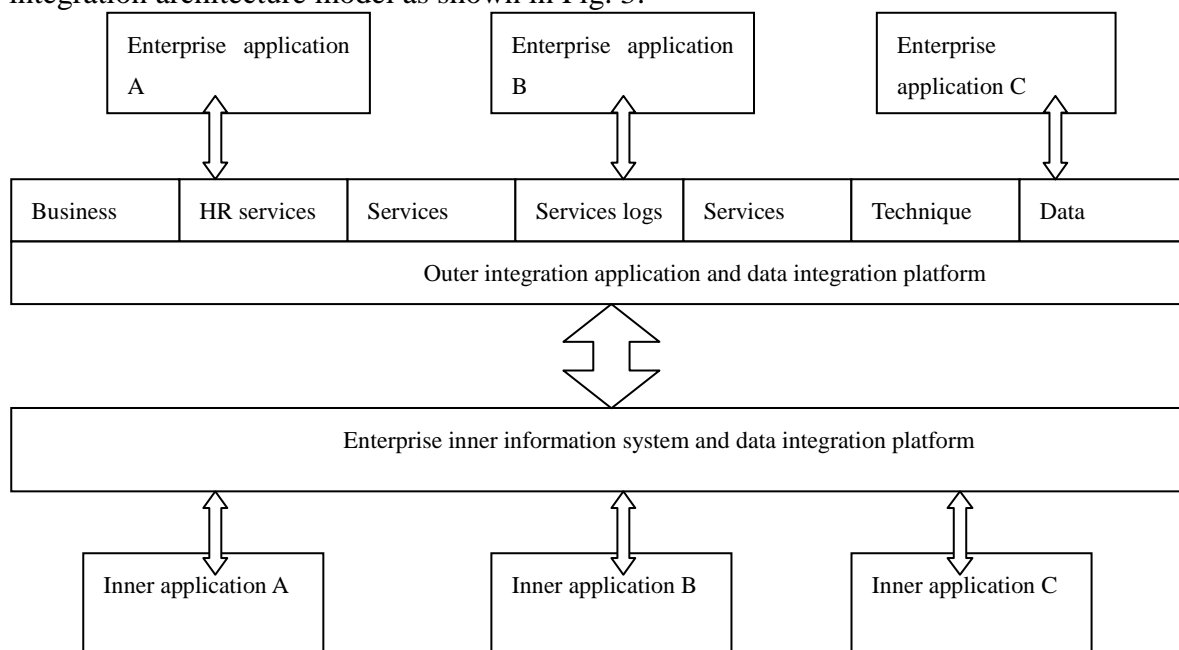 integration architecture model as shown in Fig. 3.
Enterprise application
A
Enterprise application
B
Enterprise
application C
Business
HR services
Services
Services logs
Services
Technique
Data
Outer integration application and data integration platform
Enterprise inner information system and data integration platform
Inner application A
Inner application B
Inner application C